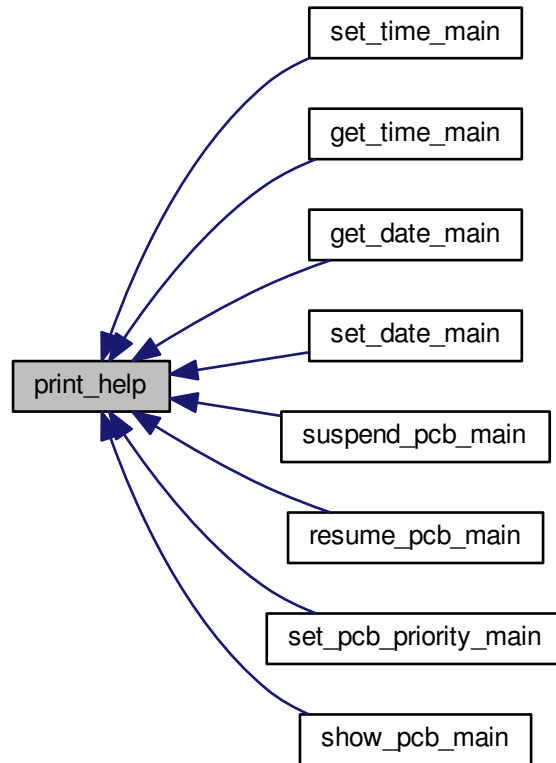 set_time_main
get_time_main
get_date_main
set_date_main
print_help
suspend_pcb_main
resume_pcb_main
set_pcb_priority_main
show_pcb_main